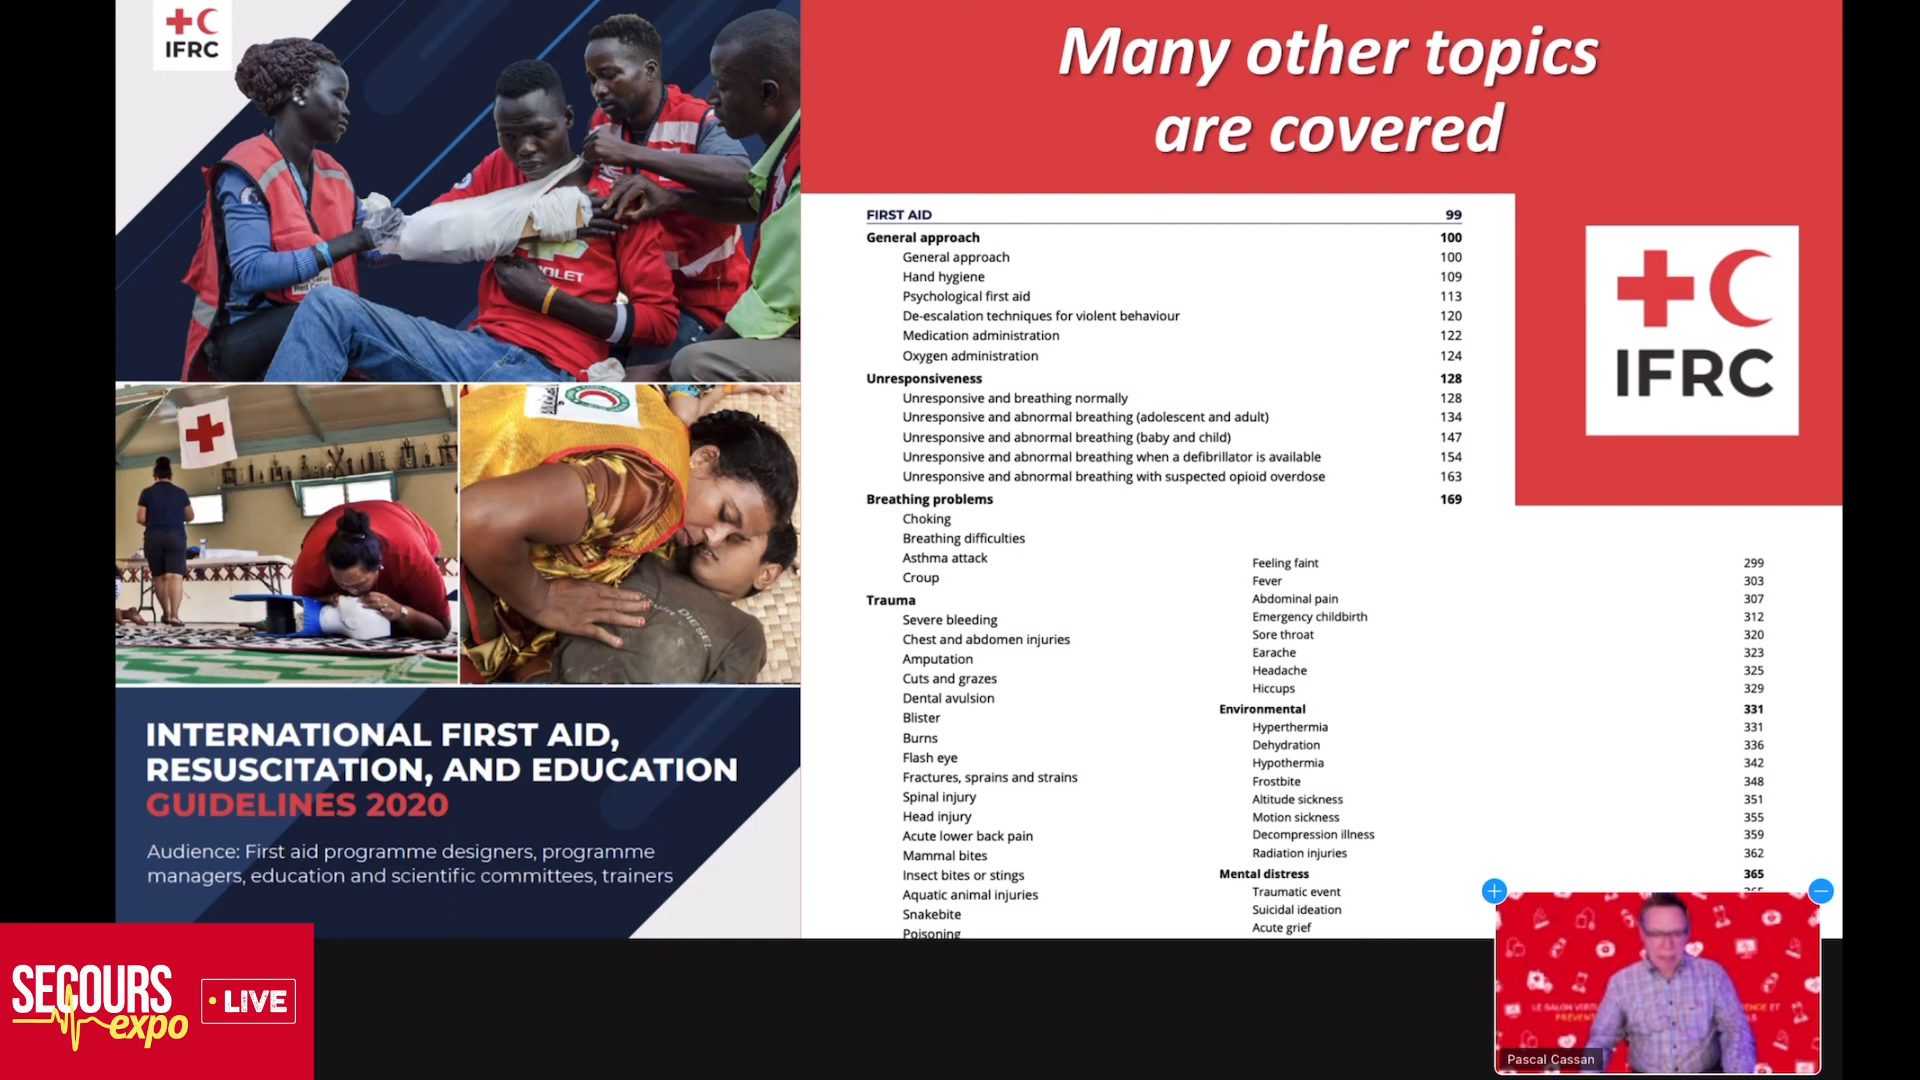 IFRC
INTERNATIONAL FIRST AID,
RESUSCITATION, AND EDUCATION
GUIDELINES 2020
Audience: First aid programme designers, programme
managers, education and scientific committees, trainers
Many other topics
are covered
IFRC
FIRST AID 99
General approach 100
General approach 100
Hand hygiene 109
Psychological first aid 113
De-escalation techniques for violent behaviour 120
Medication administration 122
Oxygen administration 124
Unresponsiveness 128
Unresponsive and breathing normally 128
Unresponsive and abnormal breathing (adolescent and adult) 134
Unresponsive and abnormal breathing (baby and child) 147
Unresponsive and abnormal breathing when a defibrillator is available 154
Unresponsive and abnormal breathing with suspected opioid overdose 163
Breathing problems 169
Choking
Breathing difficulties
Asthma attack
Croup
Trauma
Severe bleeding
Chest and abdomen injuries
Amputation
Cuts and grazes
Dental avulsion
Blister
Burns
Flash eye
Fractures, sprains and strains
Spinal injury
Head injury
Acute lower back pain
Mammal bites
Insect bites or stings
Aquatic animal injuries
Snakebite
Poisoning
Feeling faint 299
Fever 303
Abdominal pain 307
Emergency childbirth 312
Sore throat 320
Earache 323
Headache 325
Hiccups 329
Environmental 331
Hyperthermia 331
Dehydration 336
Hypothermia 342
Frostbite 348
Altitude sickness 351
Motion sickness 355
Decompression illness 359
Radiation injuries 362
Mental distress 365
Traumatic event
Suicidal ideation
Acute grief
DIESEL
SECOURS
expo
LIVE
LE SALON
Pascal Cassan